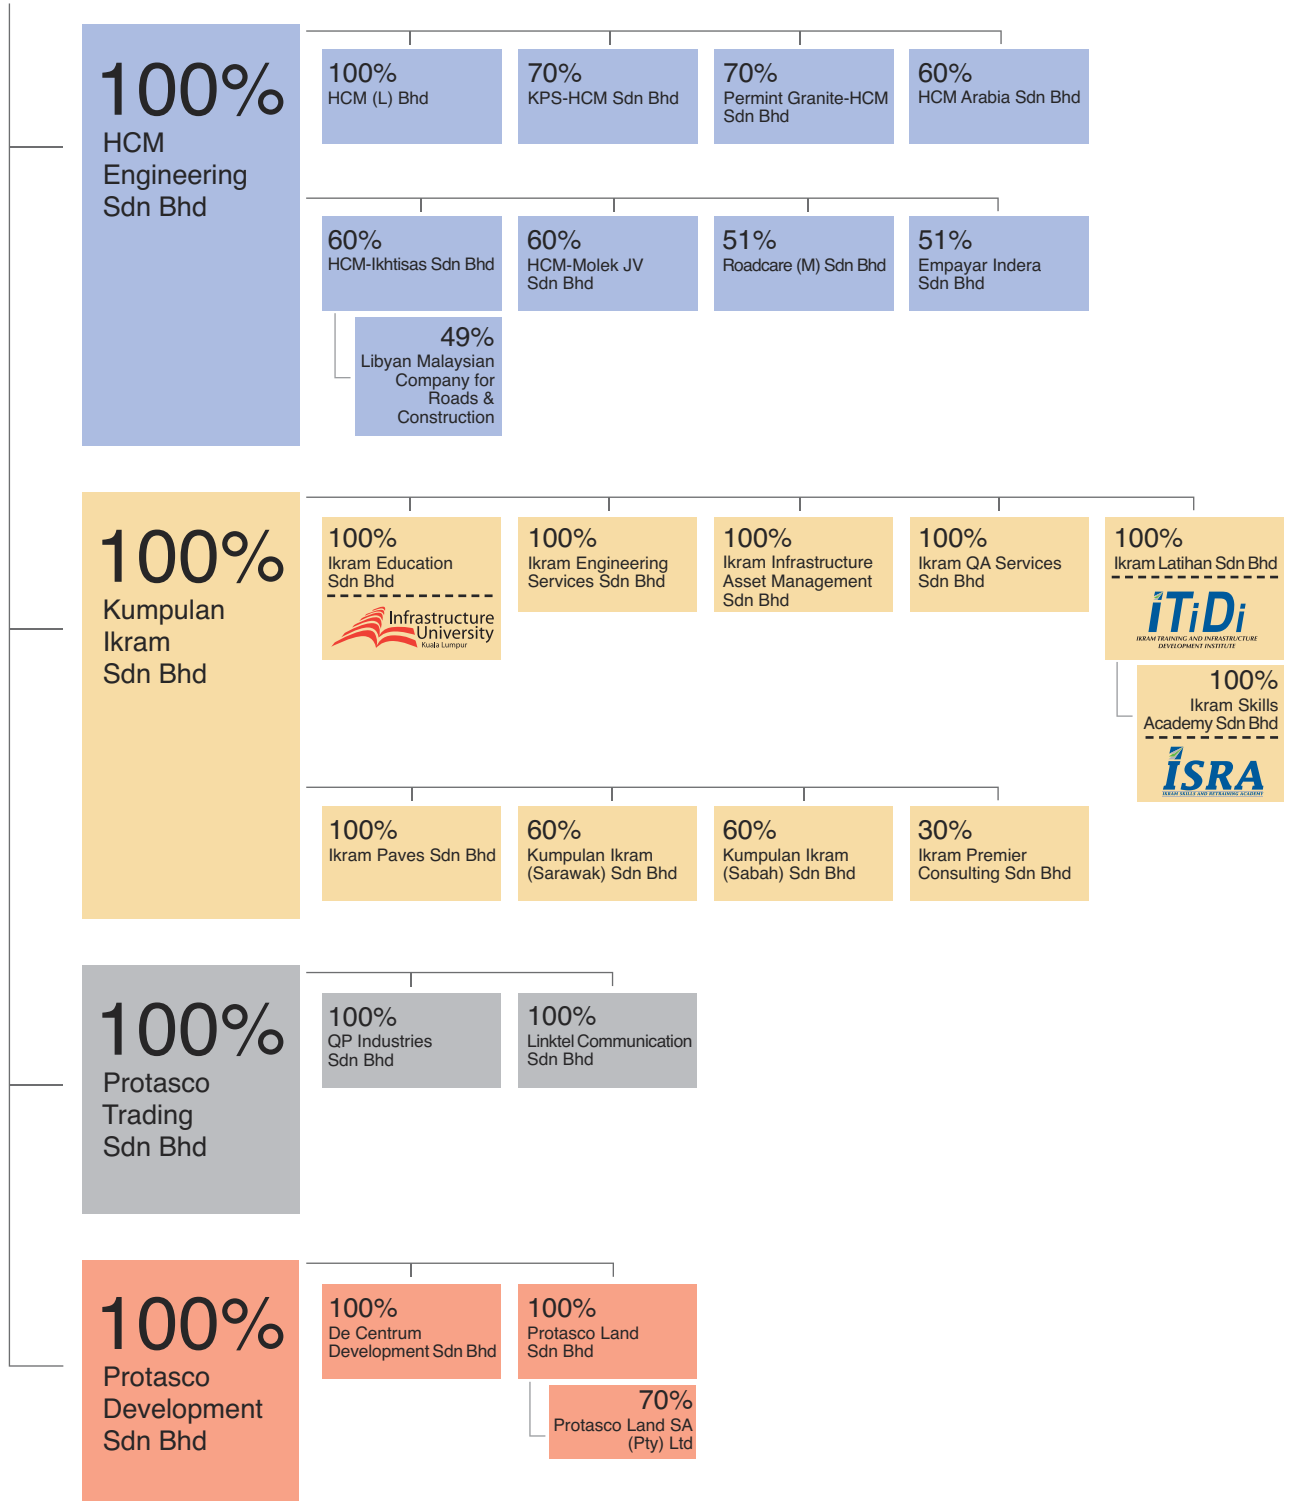 100%
HCM
Engineering
Sdn Bhd
100%
HCM (L) Bhd
70%
KPS-HCM Sdn Bhd
70%
Permint Granite-HCM
Sdn Bhd
60%
HCM Arabia Sdn Bhd
60%
HCM-Ikhtisas Sdn Bhd
49%
Libyan Malaysian
Company for
Roads &
Construction
60%
HCM-Molek JV
Sdn Bhd
51%
Roadcare (M) Sdn Bhd
51%
Empayar Indera
Sdn Bhd
100%
Kumpulan
Ikram
Sdn Bhd
100%
Ikram Education
Sdn Bhd
Infrastructure
University
Kuala Lumpur
100%
Ikram Engineering
Services Sdn Bhd
100%
Ikram Infrastructure
Asset Management
Sdn Bhd
100%
Ikram QA Services
Sdn Bhd
100%
Ikram Latihan Sdn Bhd
iTiDi
IKRAM TRAINING AND INFRASTRUCTURE
DEVELOPMENT INSTITUTE
100%
Ikram Skills
Academy Sdn Bhd
iSRA
IKRAM SKILLS AND RETRAINING ACADEMY
100%
Ikram Paves Sdn Bhd
60%
Kumpulan Ikram
(Sarawak) Sdn Bhd
60%
Kumpulan Ikram
(Sabah) Sdn Bhd
30%
Ikram Premier
Consulting Sdn Bhd
100%
Protasco
Trading
Sdn Bhd
100%
QP Industries
Sdn Bhd
100%
Linktel Communication
Sdn Bhd
100%
Protasco
Development
Sdn Bhd
100%
De Centrum
Development Sdn Bhd
100%
Protasco Land
Sdn Bhd
70%
Protasco Land SA
(Pty) Ltd